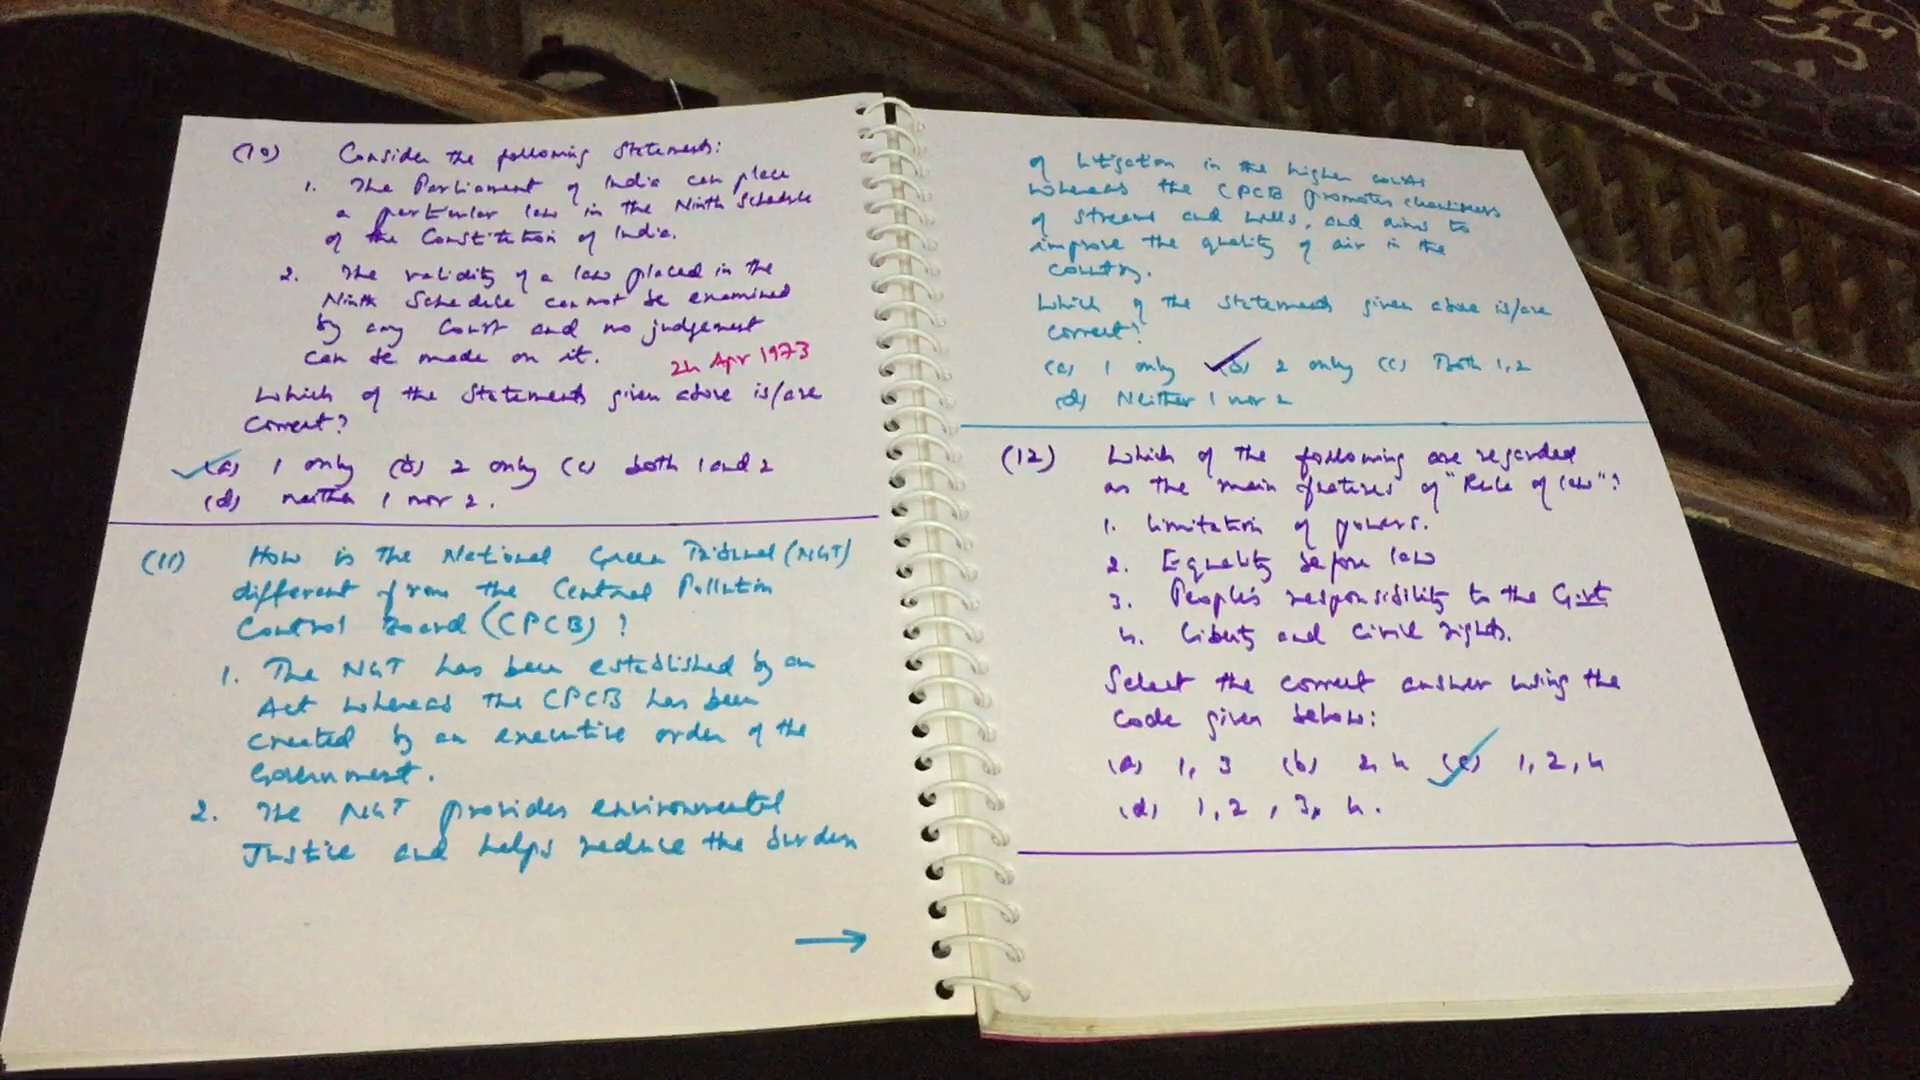 (10) Consider the following statements:
1. The Parliament of India can place
a particular law in the Ninth Schedule
of the Constitution of India.
2. The validity of a law placed in the
Ninth Schedule cannot be examined
by any Court and no judgement
can be made on it.
24 Apr 1973
Which of the statements given above is/are
correct?
(a) 1 only (b) 2 only (c) both 1 and 2
(d) neither 1 nor 2.
(11) How is the National Green Tribunal (NGT)
different from the Central Pollution
Control Board (CPCB)?
1. The NGT has been established by an
Act whereas the CPCB has been
created by an executive order of the
Government.
2. The NGT provides environmental
Justice and helps reduce the burden
→
of Litigation in the higher courts
whereas the CPCB promotes cleanliness
of streams and wells, and aims to
improve the quality of air in the
country.
Which of the statements given above is/are
correct?
(a) 1 only (b) 2 only (c) Both 1, 2
(d) Neither 1 nor 2
(12) Which of the following are regarded
as the main features of "Rule of law"?
1. Limitation of powers.
2. Equality before law
3. People's responsibility to the Govt
4. Liberty and Civil rights.
Select the correct answer using the
code given below:
(a) 1, 3 (b) 2, 4 (c) 1, 2, 4
(d) 1, 2, 3, 4.